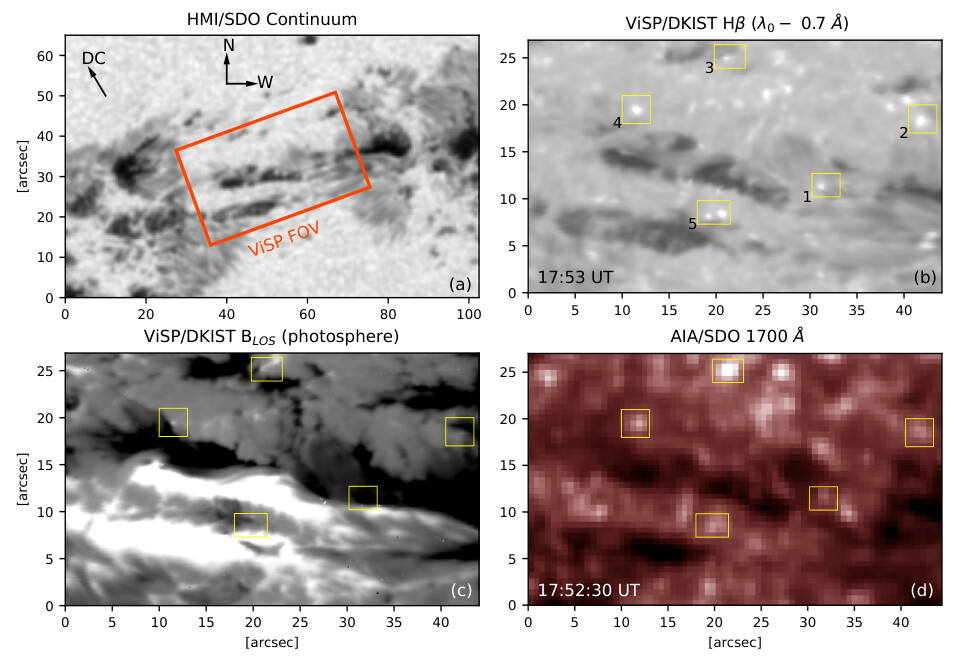 HMI/SDO Continuum
60
50
40
30
20
10
0
[arcsec]
DC
N
W
ViSP FOV
(a)
0 20 40 60 80 100
ViSP/DKIST Hβ (λ₀ − 0.7 Å)
25
20
15
10
5
0
3
4
2
1
5
17:53 UT
(b)
0 5 10 15 20 25 30 35 40
ViSP/DKIST B_LOS (photosphere)
25
20
15
10
5
0
[arcsec]
(c)
0 5 10 15 20 25 30 35 40
[arcsec]
AIA/SDO 1700 Å
25
20
15
10
5
0
17:52:30 UT
(d)
0 5 10 15 20 25 30 35 40
[arcsec]